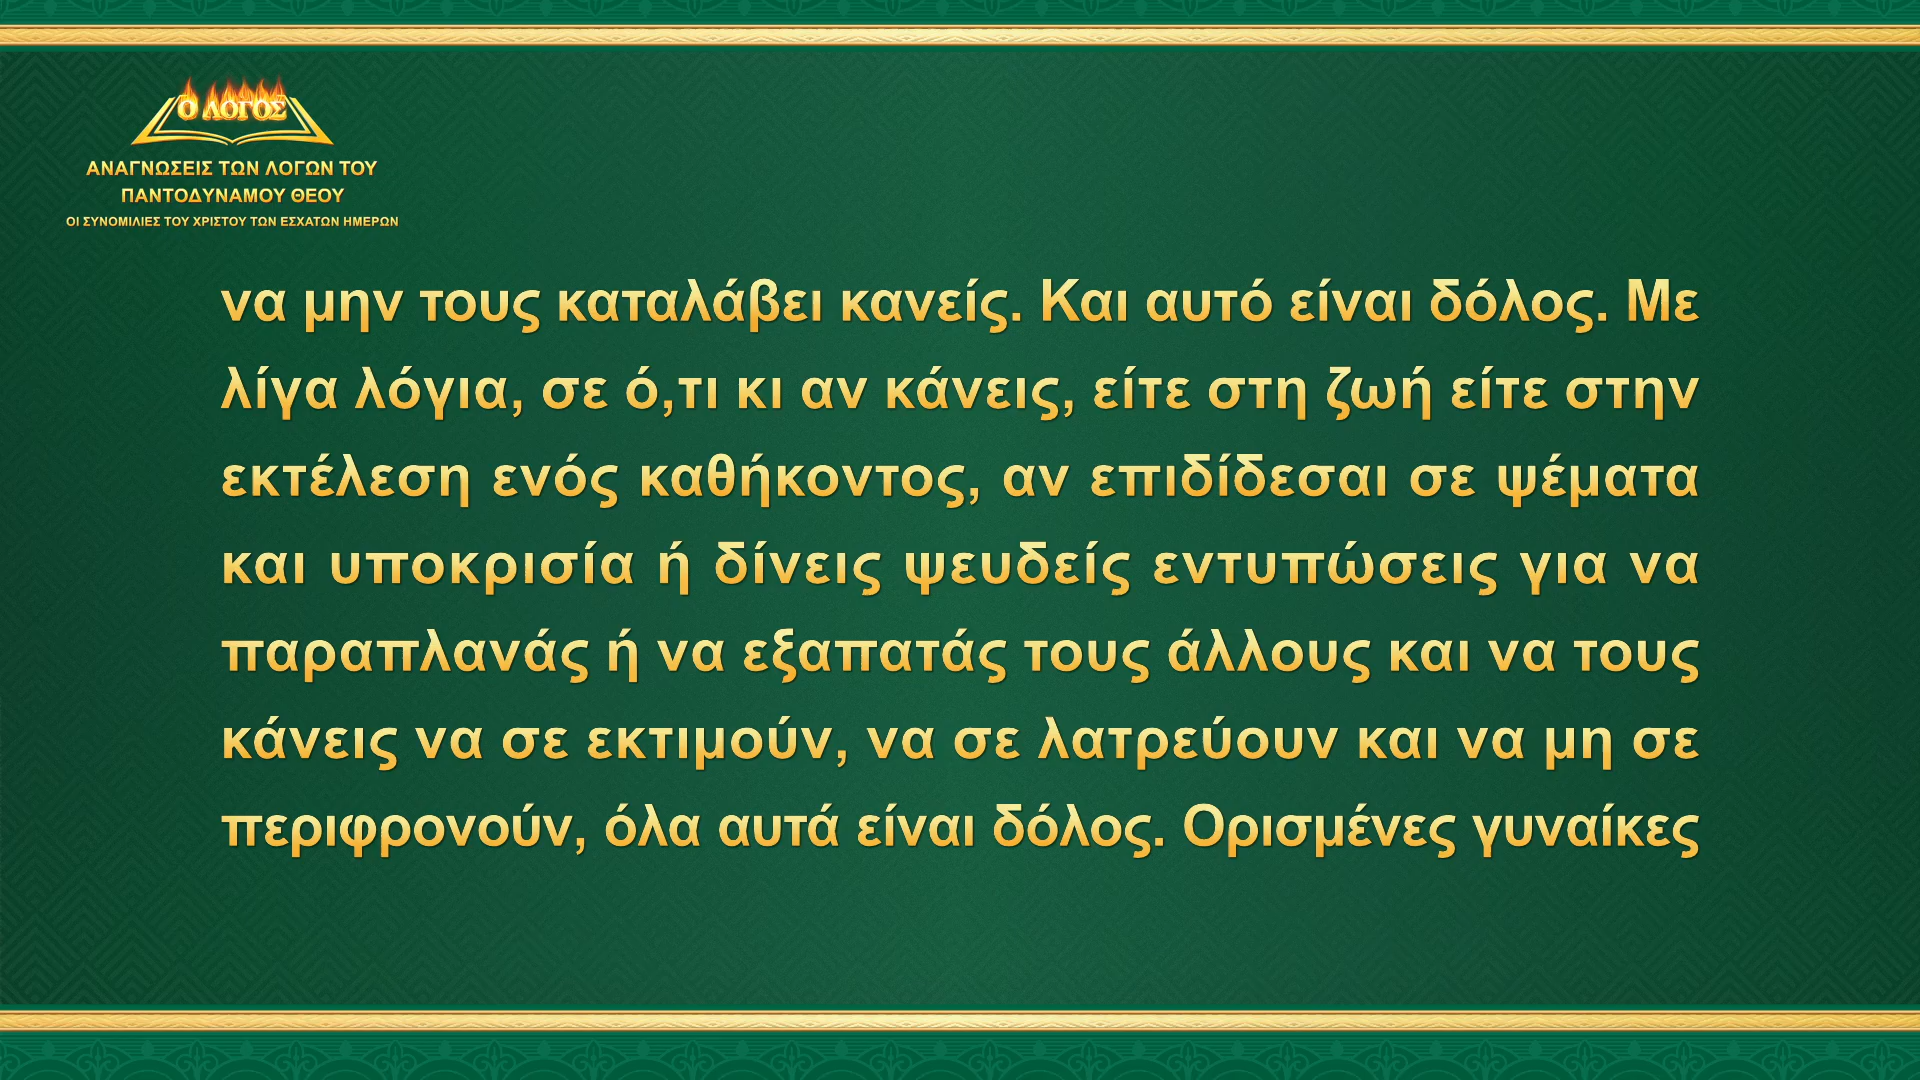 Ο ΛΟΓΟΣ
ΑΝΑΓΝΩΣΕΙΣ ΤΩΝ ΛΟΓΩΝ ΤΟΥ
ΠΑΝΤΟΔΥΝΑΜΟΥ ΘΕΟΥ
ΟΙ ΣΥΝΟΜΙΛΙΕΣ ΤΟΥ ΧΡΙΣΤΟΥ ΤΩΝ ΕΣΧΑΤΩΝ ΗΜΕΡΩΝ
να μην τους καταλάβει κανείς. Και αυτό είναι δόλος. Με
λίγα λόγια, σε ό,τι κι αν κάνεις, είτε στη ζωή είτε στην
εκτέλεση ενός καθήκοντος, αν επιδίδεσαι σε ψέματα
και υποκρισία ή δίνεις ψευδείς εντυπώσεις για να
παραπλανάς ή να εξαπατάς τους άλλους και να τους
κάνεις να σε εκτιμούν, να σε λατρεύουν και να μη σε
περιφρονούν, όλα αυτά είναι δόλος. Ορισμένες γυναίκες